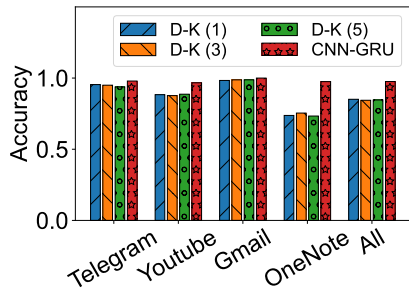 D-K (1) D-K (5)
D-K (3) CNN-GRU
Accuracy
1.0
0.5
0.0
Telegram Youtube Gmail OneNote All